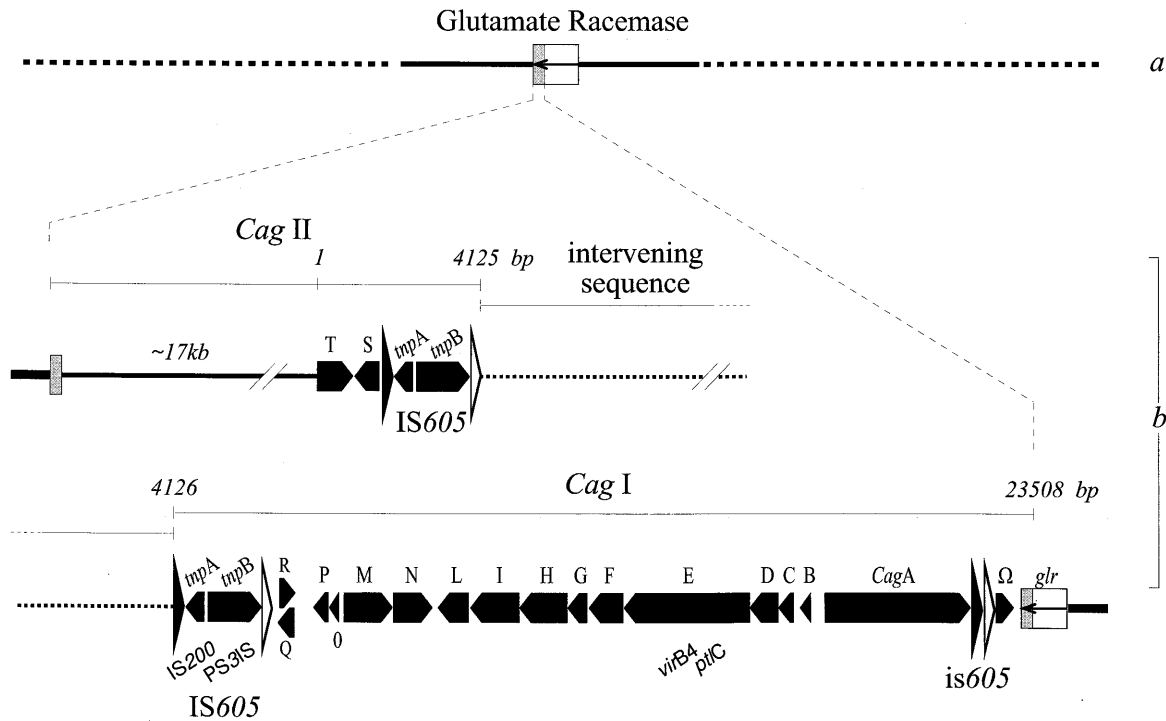 Glutamate Racemase
a
Cag II
1
4125 bp
intervening
sequence
~17kb
T
S
tnpA
tnpB
IS605
b
4126
Cag I
23508 bp
tnpA
tnpB
R
P
M
N
L
I
H
G
F
E
D
C
B
CagA
Ω
glr
Q
0
IS200
PS3IS
virB4
ptlC
IS605
is605